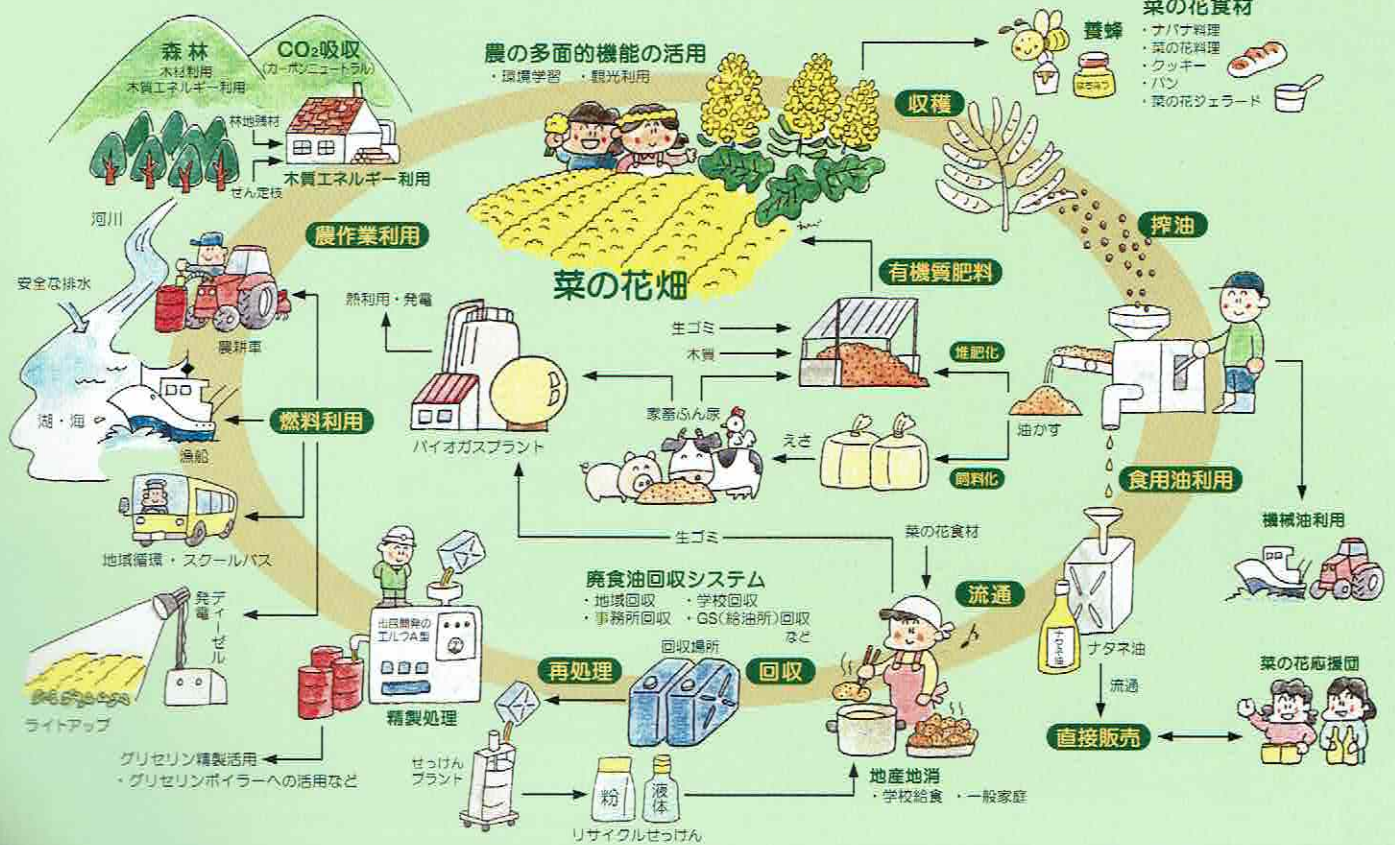 菜の花食材
・ナバナ料理
・菜の花料理
・クッキー
・パン
・菜の花ジェラード
養蜂
はちみつ
森林
木材利用
木質エネルギー利用
CO₂吸収
(カーボンニュートラル)
農の多面的機能の活用
・環境学習 ・観光利用
収穫
林地残材
せん定枝
木質エネルギー利用
河川
農作業利用
搾油
安全な排水
農耕車
菜の花畑
有機質肥料
熱利用・発電
生ゴミ
木質
堆肥化
湖・海
漁船
燃料利用
バイオガスプラント
家畜ふん尿
えさ
飼料化
油かす
食用油利用
機械油利用
地域循環・スクールバス
生ゴミ
菜の花食材
廃食油回収システム
・地域回収 ・学校回収
・事務所回収 ・GS(給油所)回収
など
流通
ナタネ油
ナタネ油
流通
ディーゼル
発電
ライトアップ
エルフA型
精製処理
再処理
回収場所
回収
菜の花応援団
直接販売
グリセリン精製活用
・グリセリンボイラーへの活用など
せっけん
プラント
粉
液体
リサイクルせっけん
地産地消
・学校給食 ・一般家庭